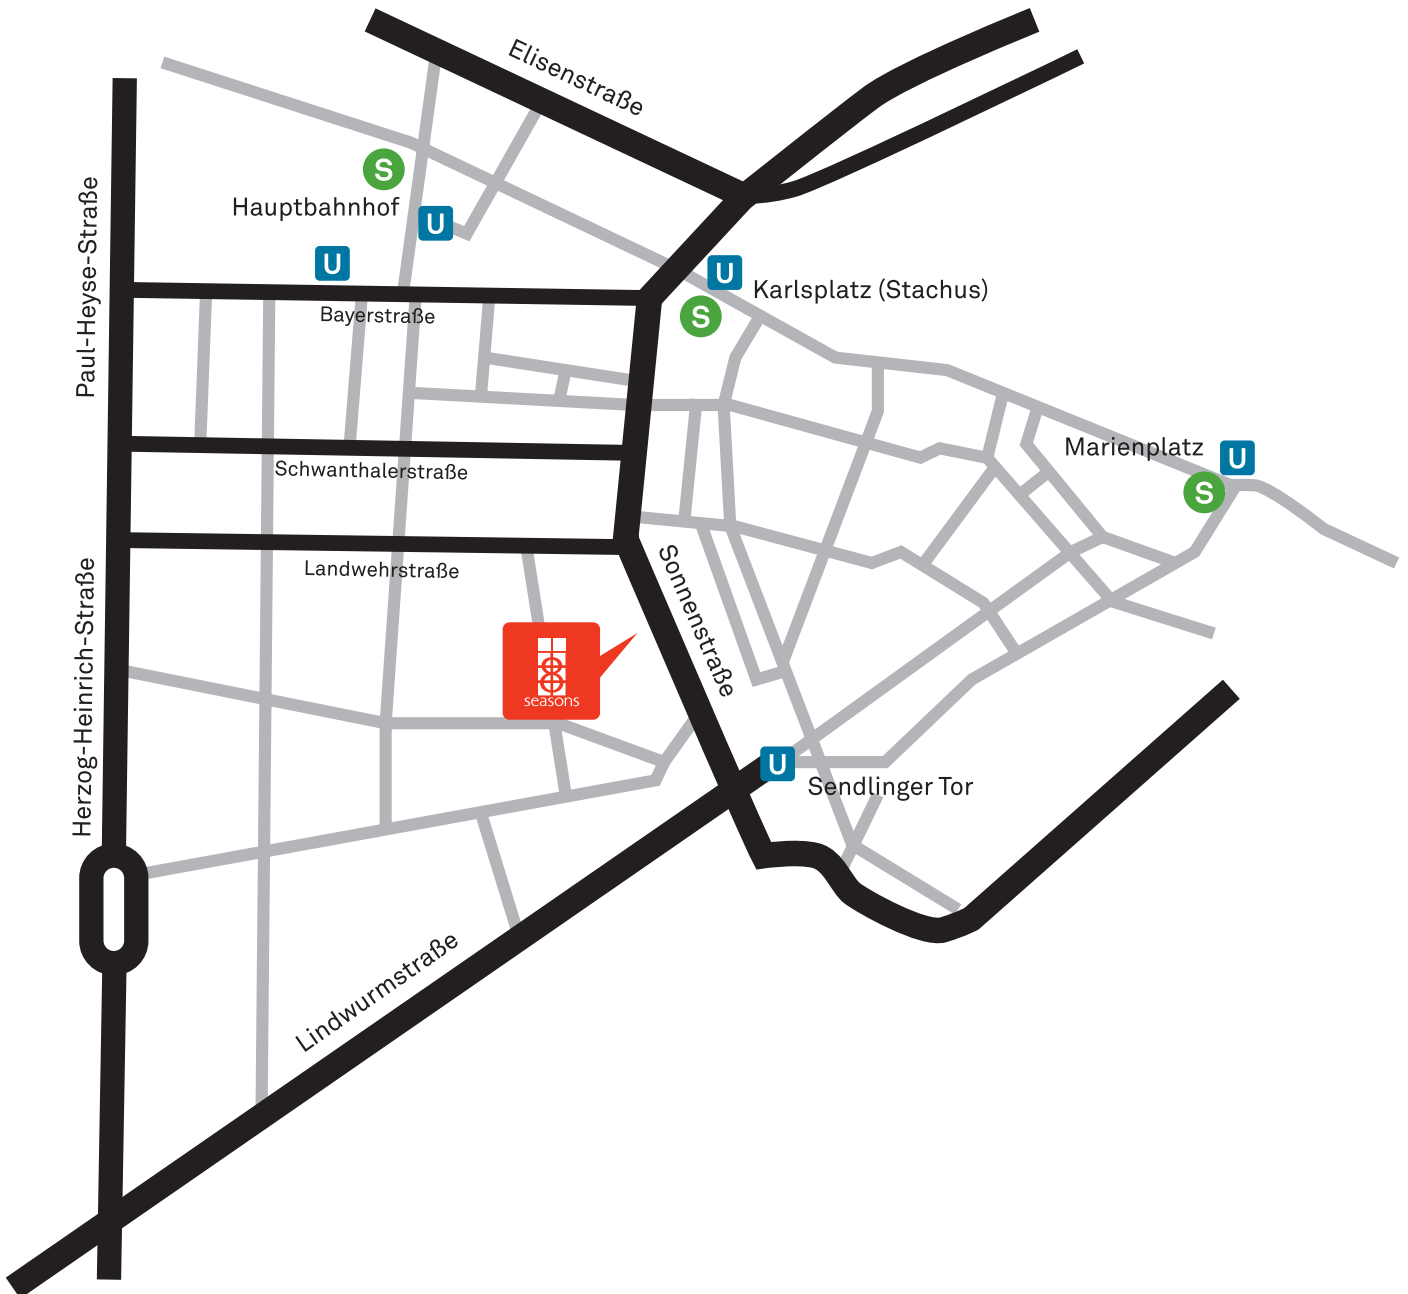 Elisenstraße
S
Hauptbahnhof
U
U
Paul-Heyse-Straße
Bayerstraße
U
Karlsplatz (Stachus)
S
Marienplatz
U
S
Schwanthalerstraße
Landwehrstraße
Sonnenstraße
Herzog-Heinrich-Straße
8
seasons
U
Sendlinger Tor
Lindwurmstraße